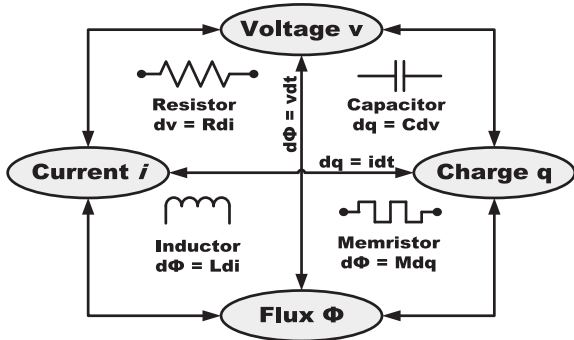 Voltage v
Resistor
dv = Rdi
dΦ = vdt
Capacitor
dq = Cdv
Current i
dq = idt
Charge q
Inductor
dΦ = Ldi
Memristor
dΦ = Mdq
Flux Φ